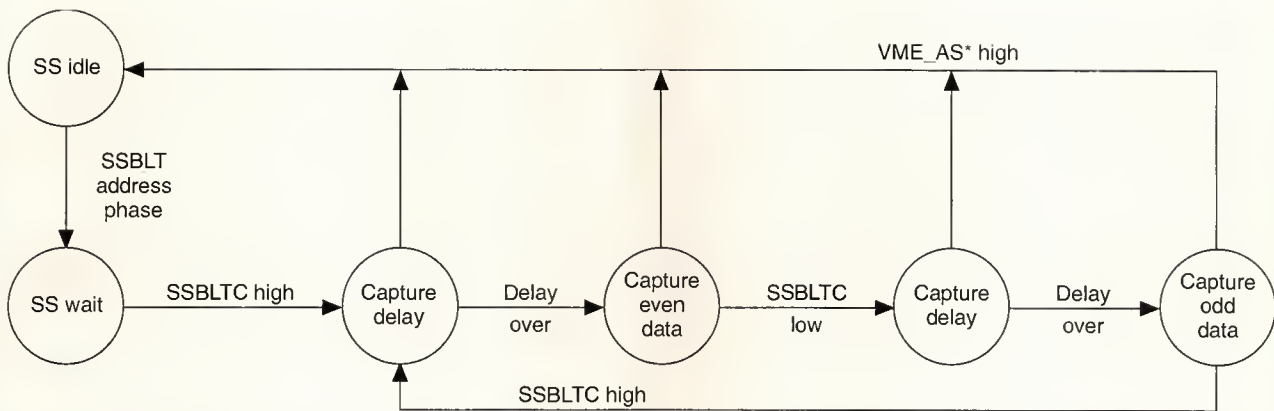 SS idle
VME_AS* high
SSBLT
address
phase
SS wait
SSBLTC high
Capture
delay
Delay
over
Capture
even
data
SSBLTC
low
Capture
delay
Delay
over
Capture
odd
data
SSBLTC high